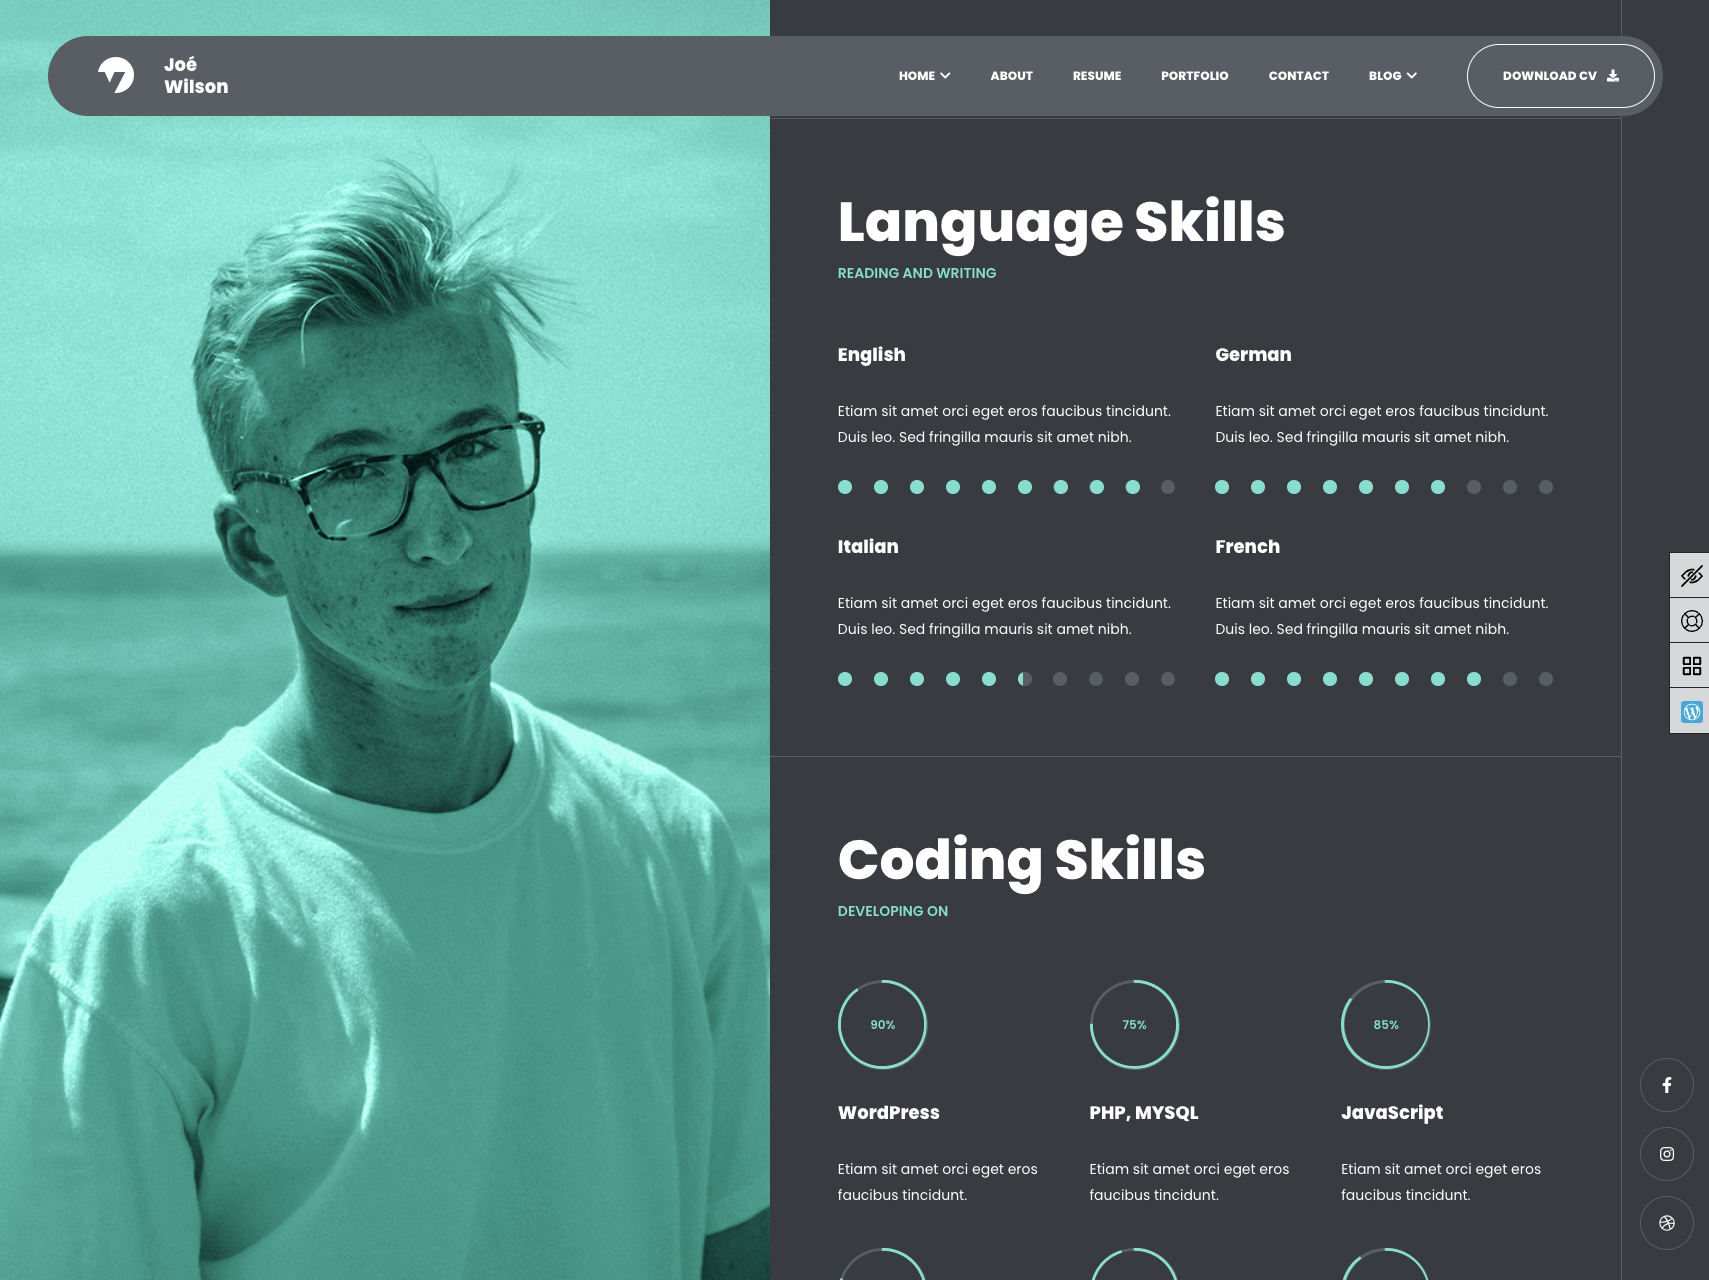 Joé
Wilson
HOME
ABOUT
RESUME
PORTFOLIO
CONTACT
BLOG
DOWNLOAD CV
Language Skills
READING AND WRITING
English
Etiam sit amet orci eget eros faucibus tincidunt.
Duis leo. Sed fringilla mauris sit amet nibh.
German
Etiam sit amet orci eget eros faucibus tincidunt.
Duis leo. Sed fringilla mauris sit amet nibh.
Italian
Etiam sit amet orci eget eros faucibus tincidunt.
Duis leo. Sed fringilla mauris sit amet nibh.
French
Etiam sit amet orci eget eros faucibus tincidunt.
Duis leo. Sed fringilla mauris sit amet nibh.
Coding Skills
DEVELOPING ON
90%
WordPress
Etiam sit amet orci eget eros
faucibus tincidunt.
75%
PHP, MYSQL
Etiam sit amet orci eget eros
faucibus tincidunt.
85%
JavaScript
Etiam sit amet orci eget eros
faucibus tincidunt.